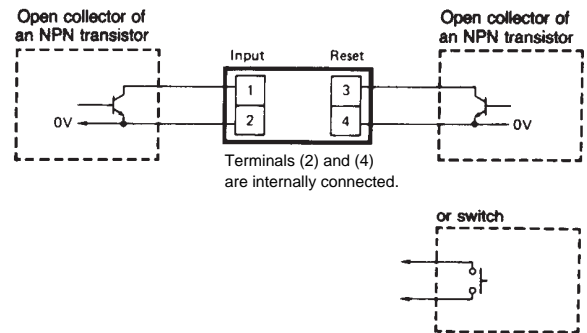 Open collector of
an NPN transistor
Open collector of
an NPN transistor
Input
Reset
1
3
0V
2
4
0V
Terminals (2) and (4)
are internally connected.
or switch